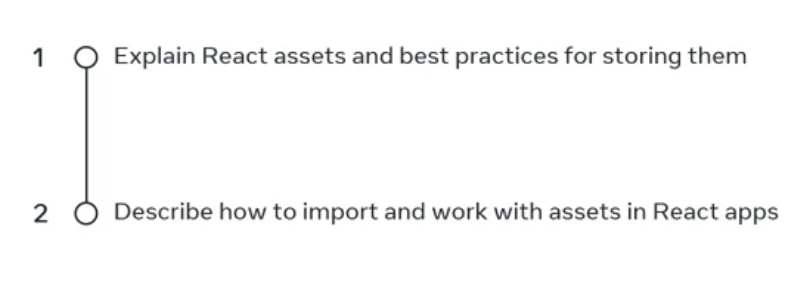 1 Explain React assets and best practices for storing them
2 Describe how to import and work with assets in React apps